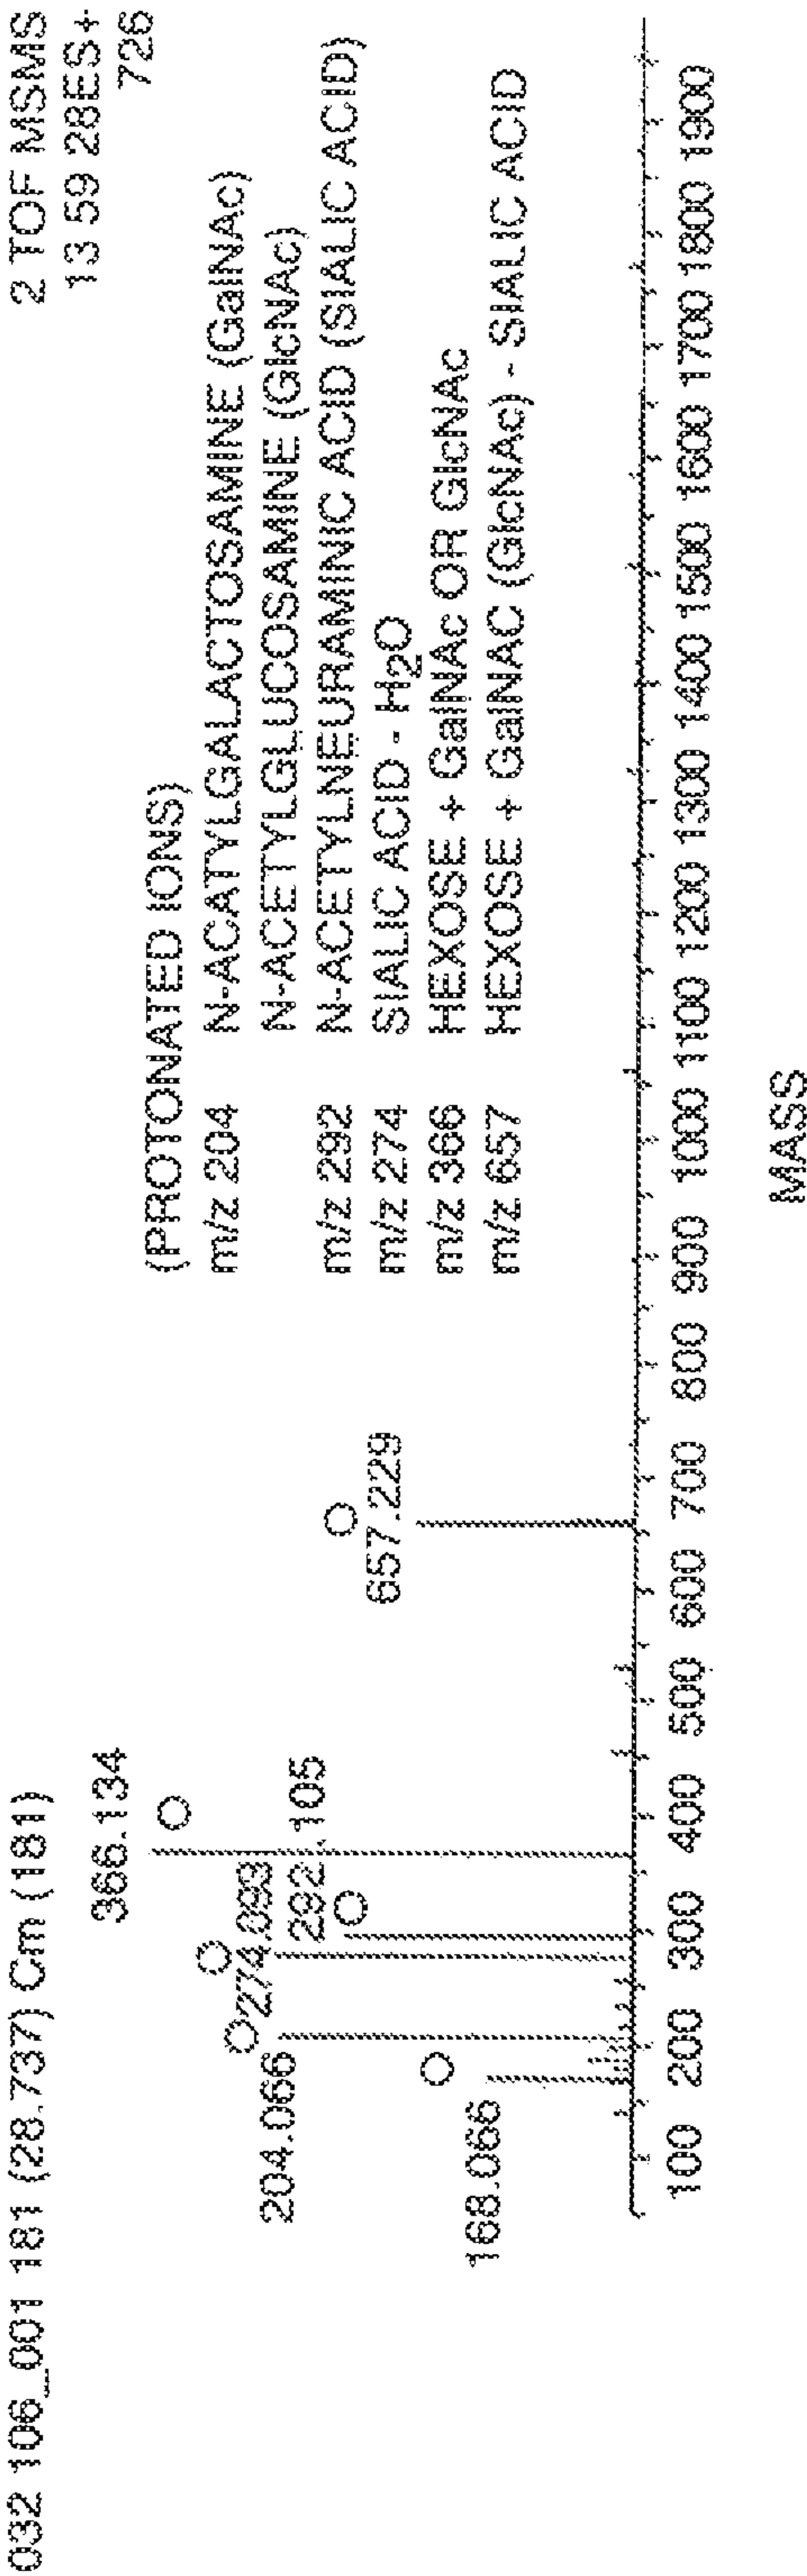 032 106_001 181 (28.737) Cm (181)
2 TOF MSMS
13 59 28ES+
726
(PROTONATED IONS)
m/z 204 N-ACATYLGALACTOSAMINE (GalNAc)
N-ACETYLGLUCOSAMINE (GlcNAc)
m/z 292 N-ACETYLNEURAMINIC ACID (SIALIC ACID)
m/z 274 SIALIC ACID - H2O
m/z 366 HEXOSE + GalNAc OR GlcNAc
m/z 657 HEXOSE + GalNAC (GlcNAc) - SIALIC ACID
366.134
274.093
292.105
204.066
168.066
657.229
100 200 300 400 500 600 700 800 900 1000 1100 1200 1300 1400 1500 1600 1700 1800 1900
MASS